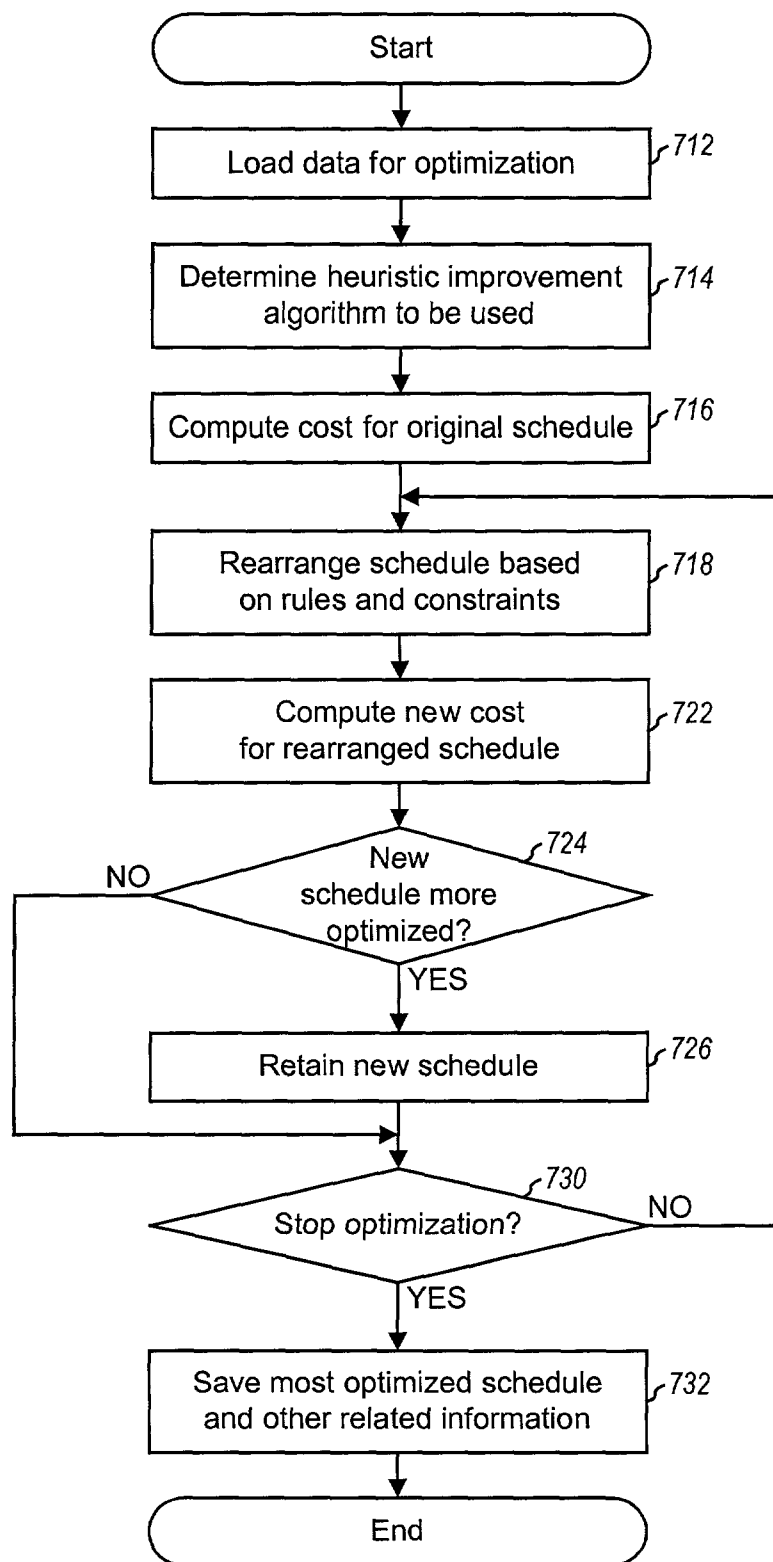 Start
Load data for optimization
712
Determine heuristic improvement
algorithm to be used
714
Compute cost for original schedule
716
Rearrange schedule based
on rules and constraints
718
Compute new cost
for rearranged schedule
722
New
schedule more
optimized?
724
NO
YES
Retain new schedule
726
Stop optimization?
730
NO
YES
Save most optimized schedule
and other related information
732
End